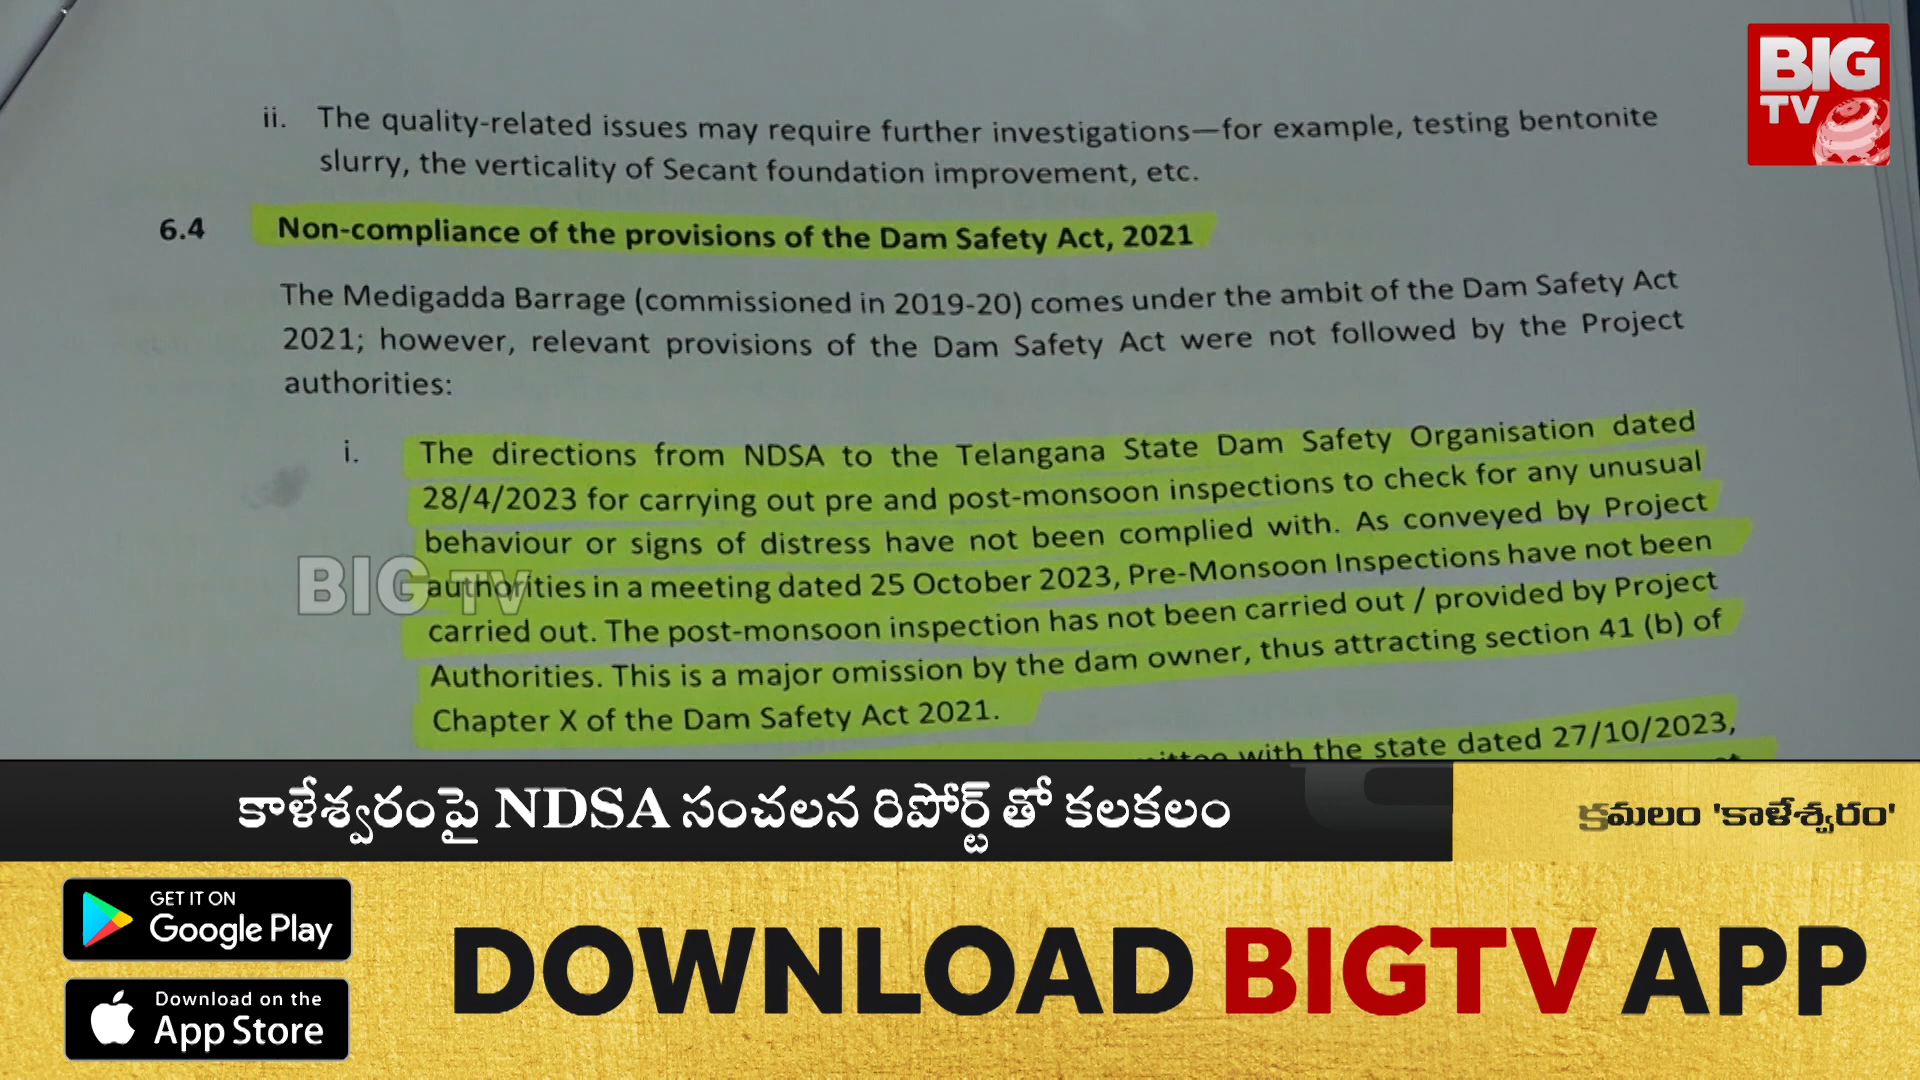 BIG
TV
ii. The quality-related issues may require further investigations—for example, testing bentonite
slurry, the verticality of Secant foundation improvement, etc.
6.4 Non-compliance of the provisions of the Dam Safety Act, 2021
The Medigadda Barrage (commissioned in 2019-20) comes under the ambit of the Dam Safety Act
2021; however, relevant provisions of the Dam Safety Act were not followed by the Project
authorities:
i. The directions from NDSA to the Telangana State Dam Safety Organisation dated
28/4/2023 for carrying out pre and post-monsoon inspections to check for any unusual
behaviour or signs of distress have not been complied with. As conveyed by Project
authorities in a meeting dated 25 October 2023, Pre-Monsoon Inspections have not been
carried out. The post-monsoon inspection has not been carried out / provided by Project
Authorities. This is a major omission by the dam owner, thus attracting section 41 (b) of
Chapter X of the Dam Safety Act 2021.
with the state dated 27/10/2023,
BIG TV
కాళేశ్వరంపై NDSA సంచలన రిపోర్ట్ తో కలకలం
క్రమలం 'కాళేశ్వరం'
GET IT ON
Google Play
Download on the
App Store
DOWNLOAD BIGTV APP